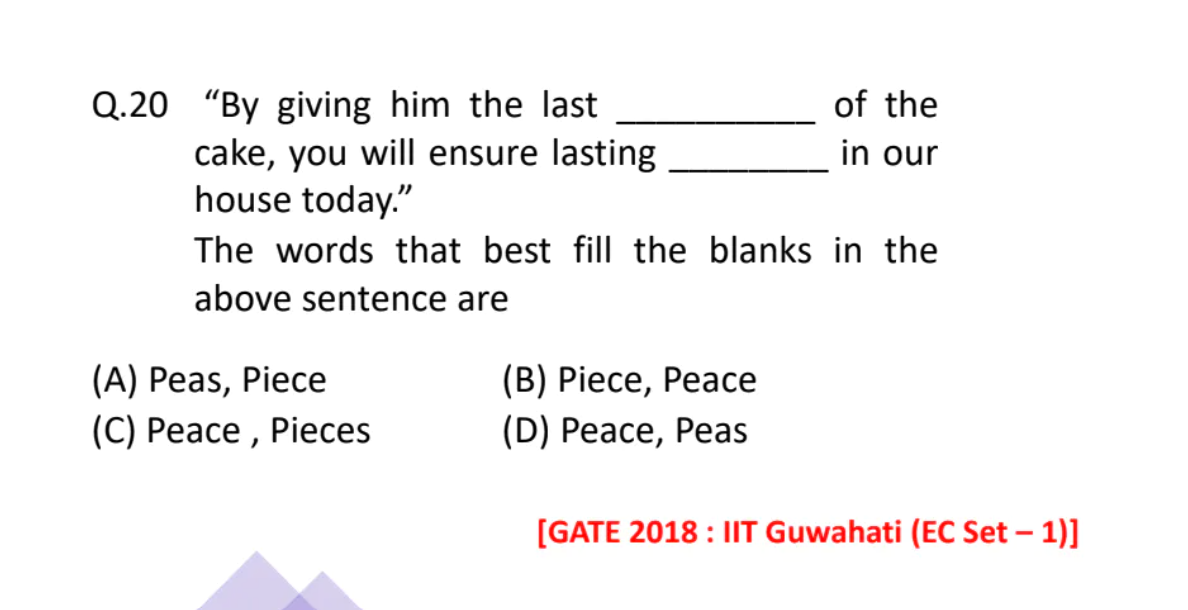 Q.20 “By giving him the last __________ of the
cake, you will ensure lasting ________ in our
house today.”
The words that best fill the blanks in the
above sentence are
(A) Peas, Piece (B) Piece, Peace
(C) Peace , Pieces (D) Peace, Peas
[GATE 2018 : IIT Guwahati (EC Set – 1)]